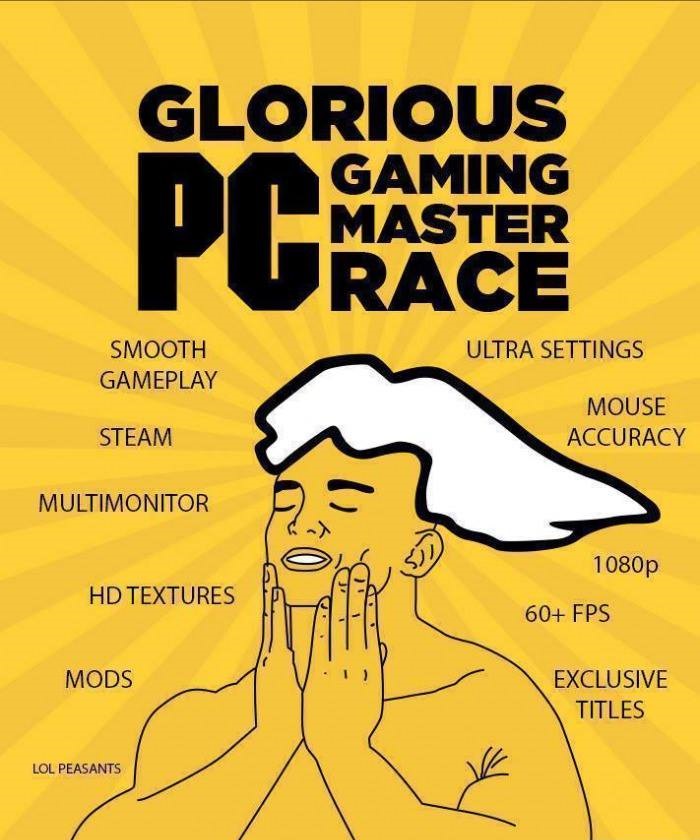 GLORIOUS
PC GAMING
MASTER
RACE
SMOOTH
GAMEPLAY
ULTRA SETTINGS
STEAM
MOUSE
ACCURACY
MULTIMONITOR
1080p
HD TEXTURES
60+ FPS
MODS
EXCLUSIVE
TITLES
LOL PEASANTS